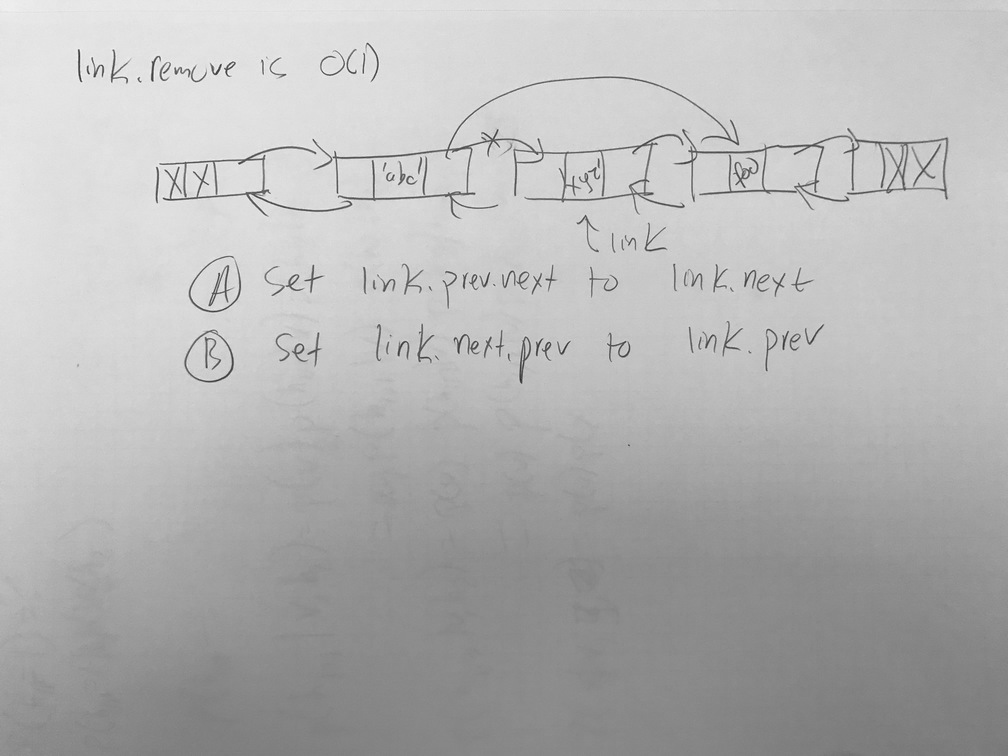 link.remove is O(1)
X X 'abc' 'xyz' foo X X
link
A set link.prev.next to link.next
B set link.next.prev to link.prev